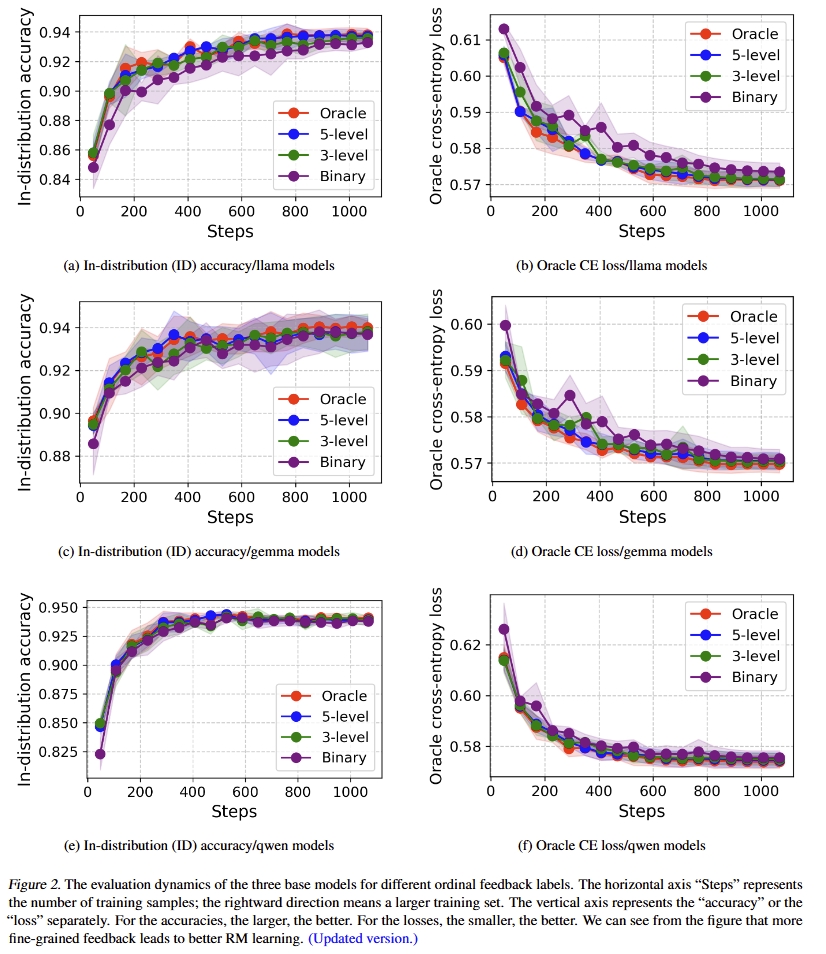 In-distribution accuracy
0.94
0.92
0.90
0.88
0.86
0.84
Oracle
5-level
3-level
Binary
0 200 400 600 800 1000
Steps
(a) In-distribution (ID) accuracy/llama models
Oracle cross-entropy loss
0.61
0.60
0.59
0.58
0.57
Oracle
5-level
3-level
Binary
0 200 400 600 800 1000
Steps
(b) Oracle CE loss/llama models
In-distribution accuracy
0.94
0.92
0.90
0.88
Oracle
5-level
3-level
Binary
0 200 400 600 800 1000
Steps
(c) In-distribution (ID) accuracy/gemma models
Oracle cross-entropy loss
0.60
0.59
0.58
0.57
Oracle
5-level
3-level
Binary
0 200 400 600 800 1000
Steps
(d) Oracle CE loss/gemma models
In-distribution accuracy
0.950
0.925
0.900
0.875
0.850
0.825
Oracle
5-level
3-level
Binary
0 200 400 600 800 1000
Steps
(e) In-distribution (ID) accuracy/qwen models
Oracle cross-entropy loss
0.62
0.60
0.58
Oracle
5-level
3-level
Binary
0 200 400 600 800 1000
Steps
(f) Oracle CE loss/qwen models
Figure 2. The evaluation dynamics of the three base models for different ordinal feedback labels. The horizontal axis “Steps” represents
the number of training samples; the rightward direction means a larger training set. The vertical axis represents the “accuracy” or the
“loss” separately. For the accuracies, the larger, the better. For the losses, the smaller, the better. We can see from the figure that more
fine-grained feedback leads to better RM learning. (Updated version.)